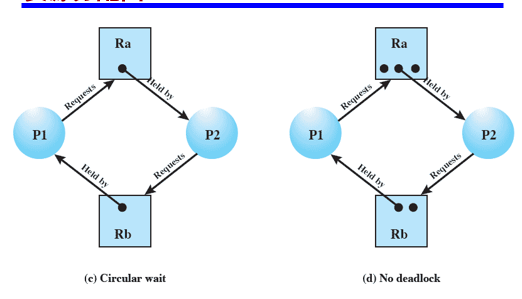 Ra
Requests
Held by
P1
P2
Held by
Requests
Rb
(c) Circular wait
Ra
Requests
Held by
P1
P2
Held by
Requests
Rb
(d) No deadlock